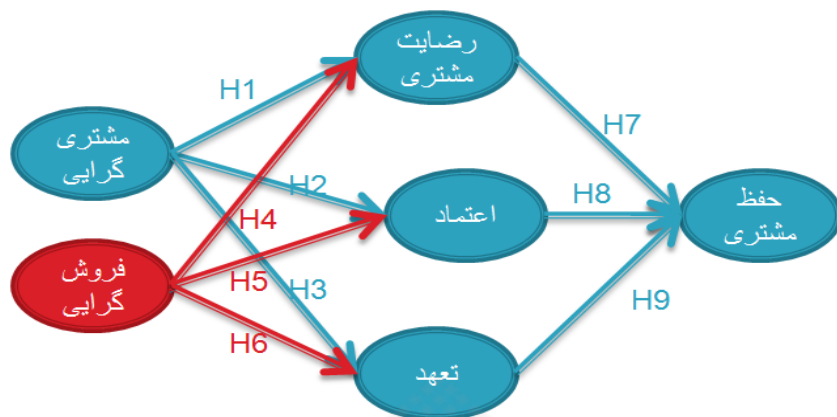 رضایت
مشتری
H1
H7
مشتری
گرایی
H2
H8
اعتماد
حفظ
مشتری
H4
فروش
گرایی
H5
H3
H9
H6
تعهد